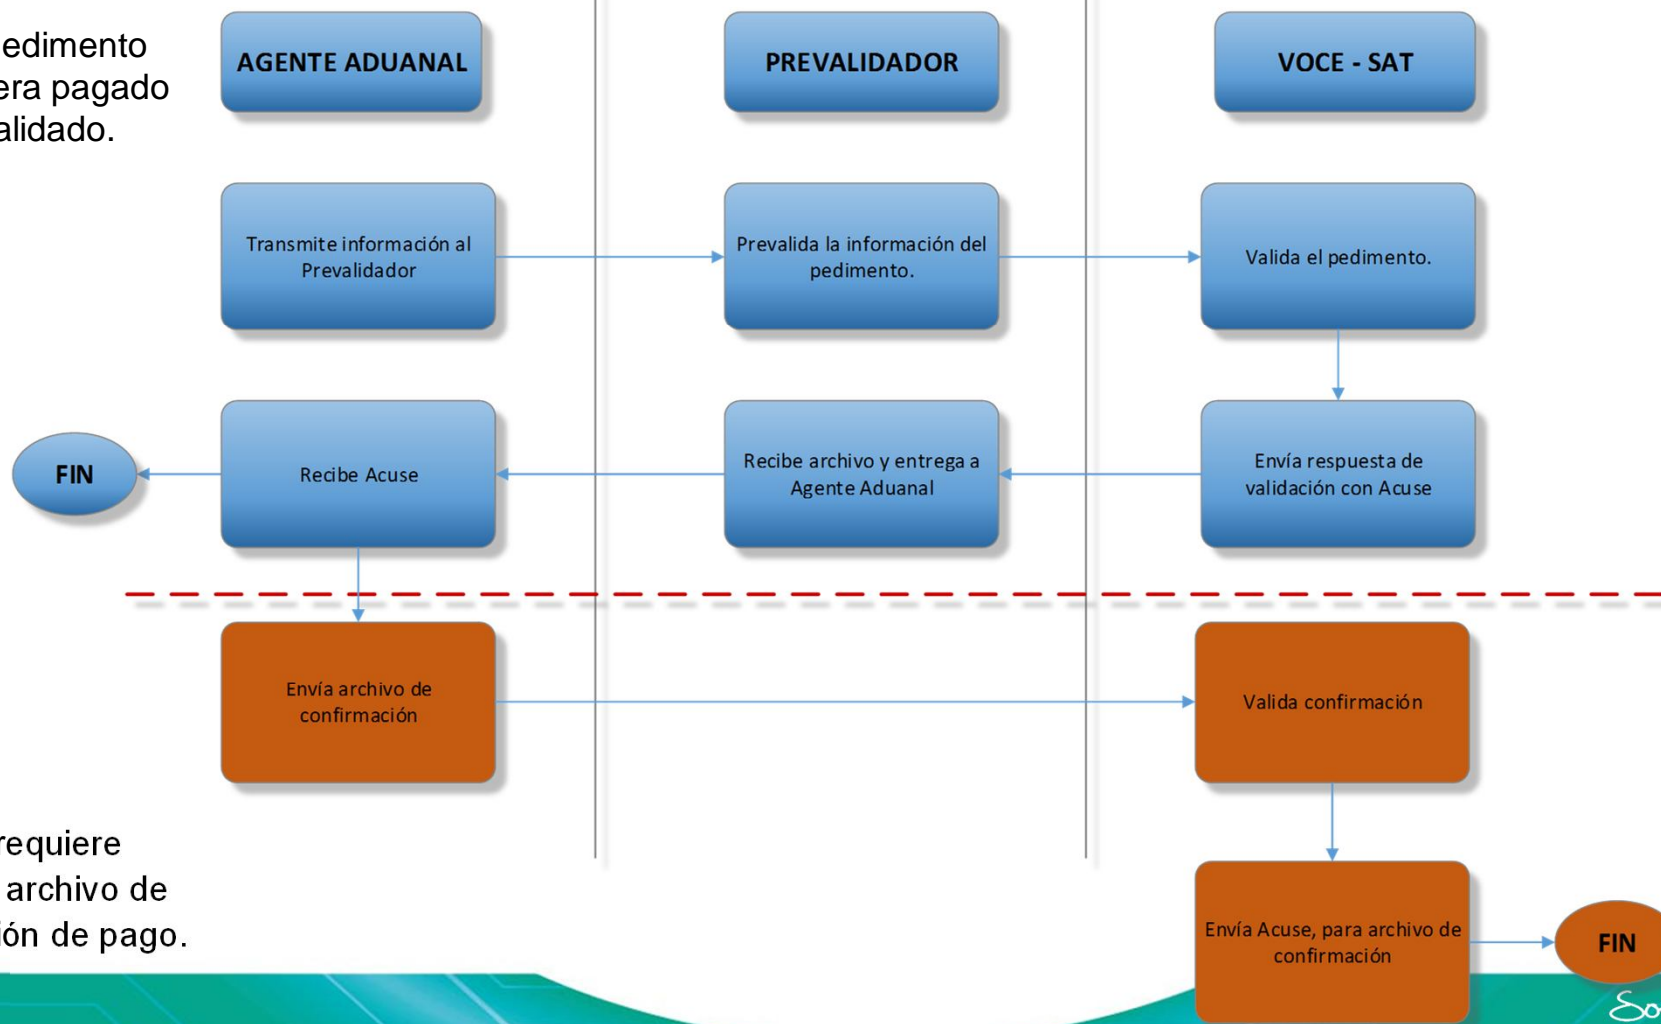 edimento
era pagado
alidado.
AGENTE ADUANAL
PREVALIDADOR
VOCE - SAT
Transmite información al
Prevalidador
Prevalida la información del
pedimento.
Valida el pedimento.
FIN
Recibe Acuse
Recibe archivo y entrega a
Agente Aduanal
Envía respuesta de
validación con Acuse
Envía archivo de
confirmación
Valida confirmación
requiere
archivo de
ión de pago.
Envía Acuse, para archivo de
confirmación
FIN
So